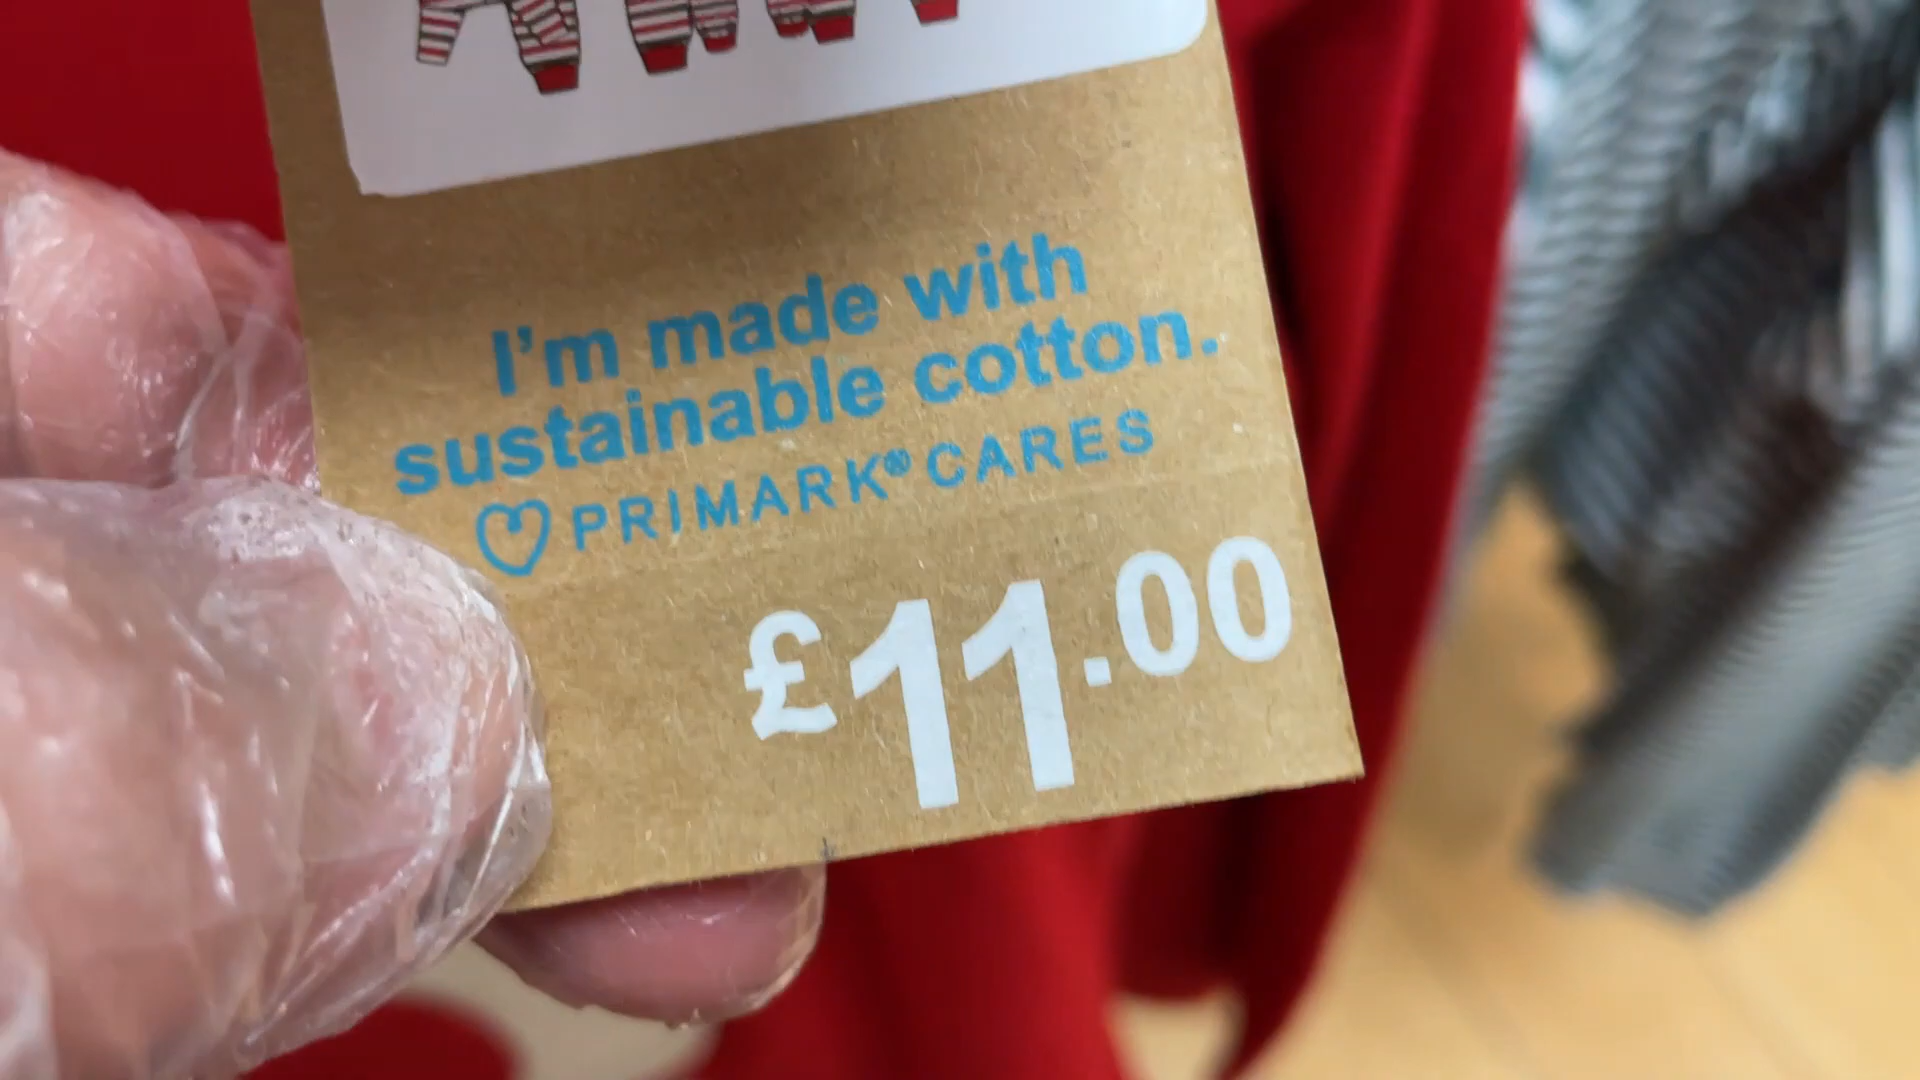 I'm made with
sustainable cotton.
PRIMARK® CARES
£11.00